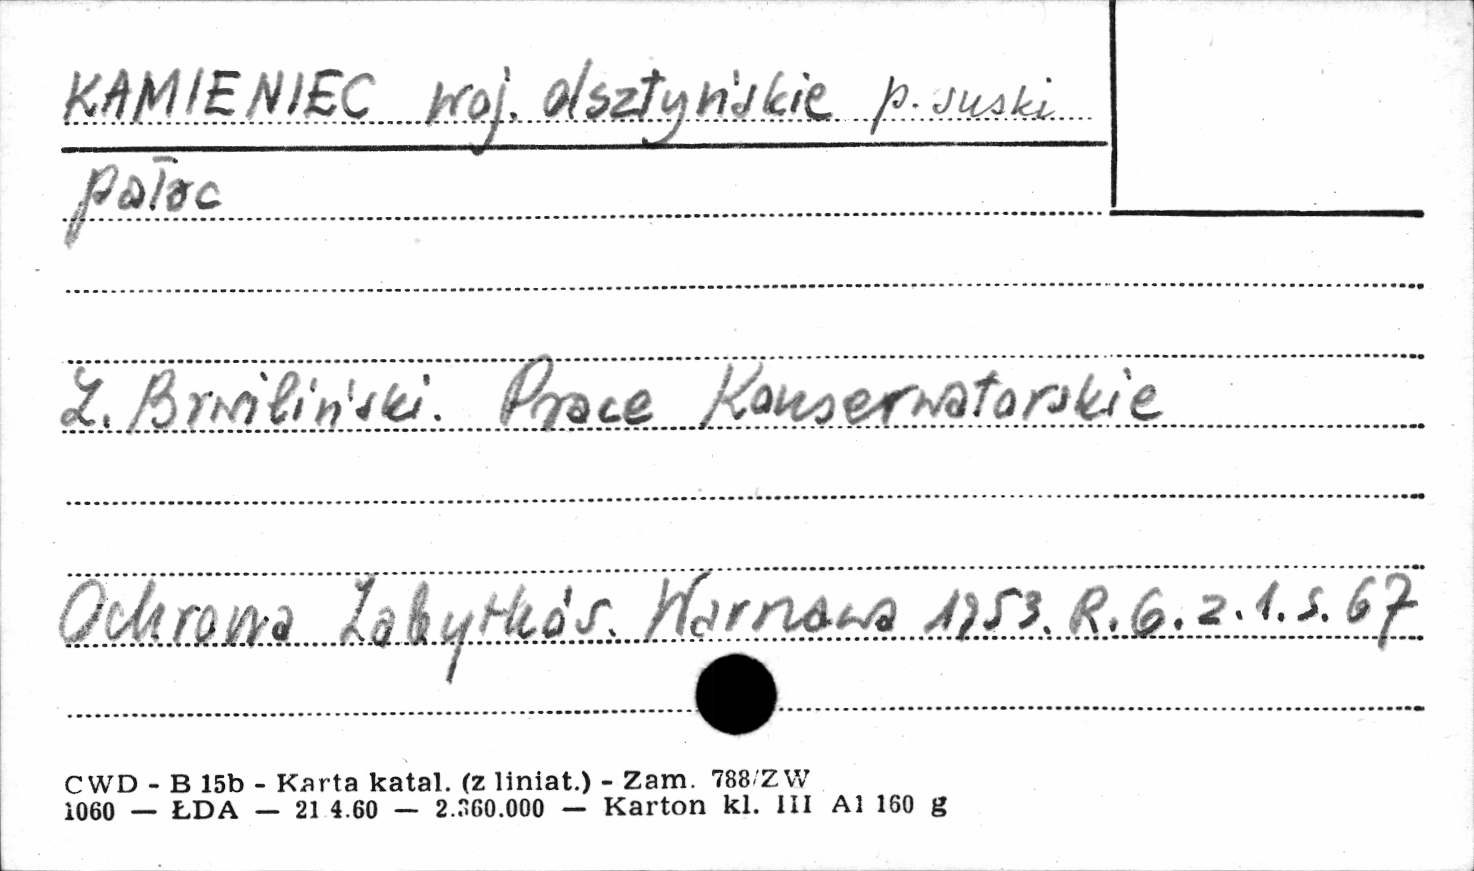 KAMIENIEC woj. olsztyńskie p. suski
pałac
Z. Brwiliński. Prace Konserwatorskie
Ochrona Zabytków. Warszawa 1953. R. 6. z. 1. s. 67
CWD - B 15b - Karta katal. (z liniat.) - Zam. 788/ZW
1060 — ŁDA — 21 4.60 — 2.360.000 — Karton kl. III A1 160 g